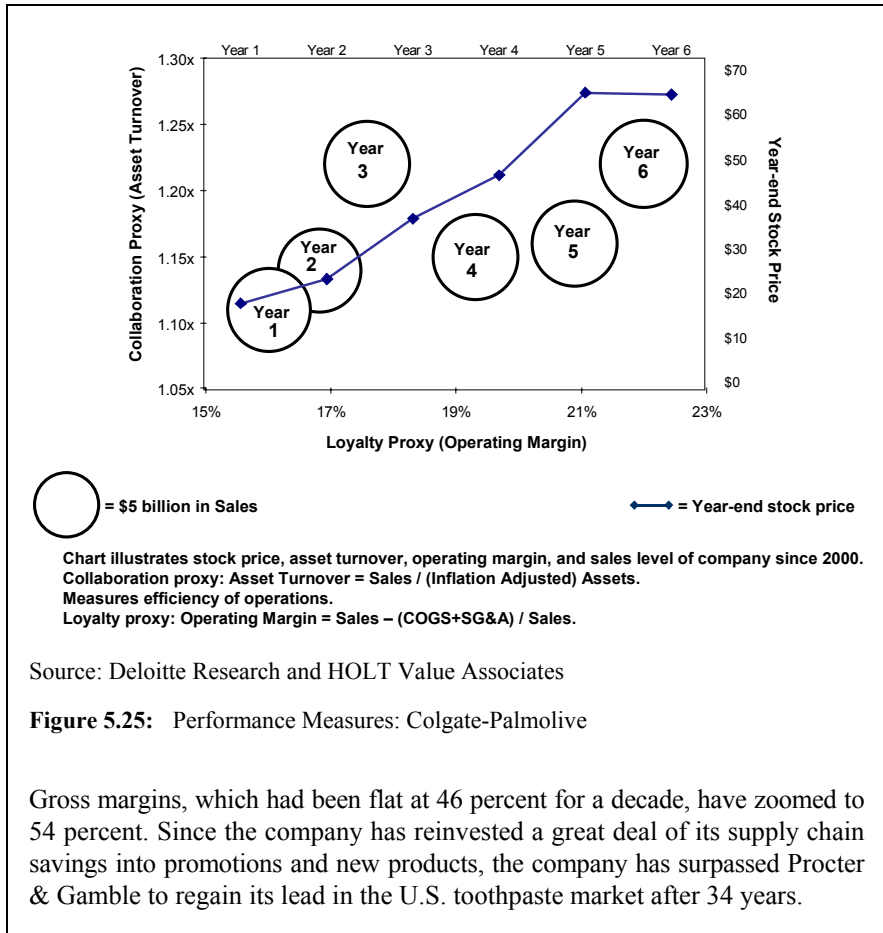 Year 1 Year 2 Year 3 Year 4 Year 5 Year 6
1.30x
1.25x
1.20x
1.15x
1.10x
1.05x
Collaboration Proxy (Asset Turnover)
Year
1
Year
2
Year
3
Year
4
Year
5
Year
6
$70
$60
$50
$40
$30
$20
$10
$0
Year-end Stock Price
15% 17% 19% 21% 23%
Loyalty Proxy (Operating Margin)
= $5 billion in Sales
= Year-end stock price
Chart illustrates stock price, asset turnover, operating margin, and sales level of company since 2000.
Collaboration proxy: Asset Turnover = Sales / (Inflation Adjusted) Assets.
Measures efficiency of operations.
Loyalty proxy: Operating Margin = Sales – (COGS+SG&A) / Sales.
Source: Deloitte Research and HOLT Value Associates
Figure 5.25: Performance Measures: Colgate-Palmolive
Gross margins, which had been flat at 46 percent for a decade, have zoomed to
54 percent. Since the company has reinvested a great deal of its supply chain
savings into promotions and new products, the company has surpassed Procter
& Gamble to regain its lead in the U.S. toothpaste market after 34 years.